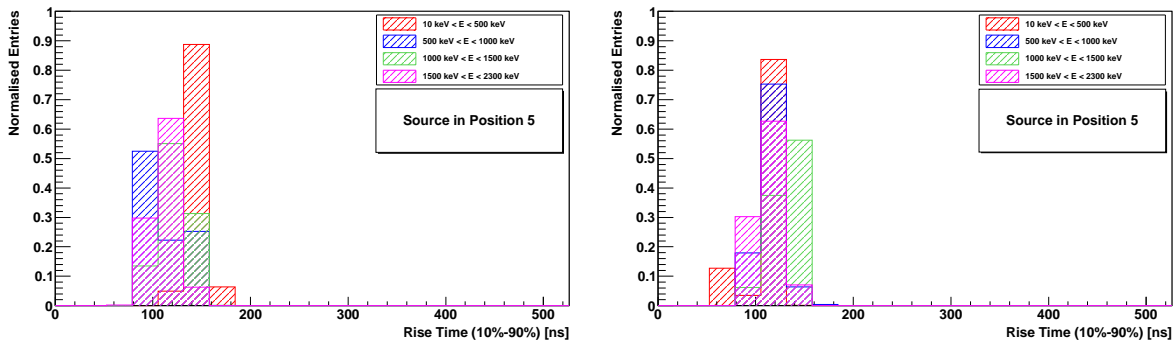 Normalised Entries
1
0.9
0.8
0.7
0.6
0.5
0.4
0.3
0.2
0.1
0
0 100 200 300 400 500
Rise Time (10%-90%) [ns]
10 keV < E < 500 keV
500 keV < E < 1000 keV
1000 keV < E < 1500 keV
1500 keV < E < 2300 keV
Source in Position 5
Normalised Entries
1
0.9
0.8
0.7
0.6
0.5
0.4
0.3
0.2
0.1
0
0 100 200 300 400 500
Rise Time (10%-90%) [ns]
10 keV < E < 500 keV
500 keV < E < 1000 keV
1000 keV < E < 1500 keV
1500 keV < E < 2300 keV
Source in Position 5